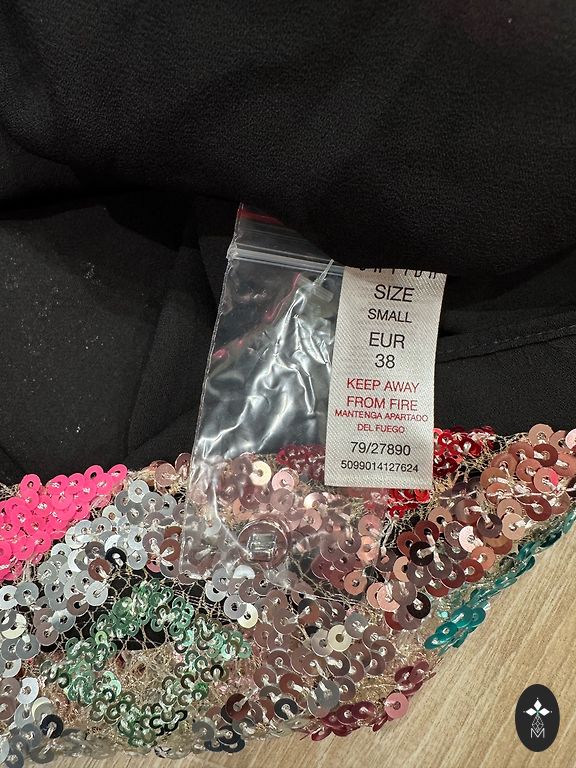 SIZE
SMALL
EUR
38
KEEP AWAY
FROM FIRE
MANTENGA APARTADO
DEL FUEGO
79/27890
5099014127624
M